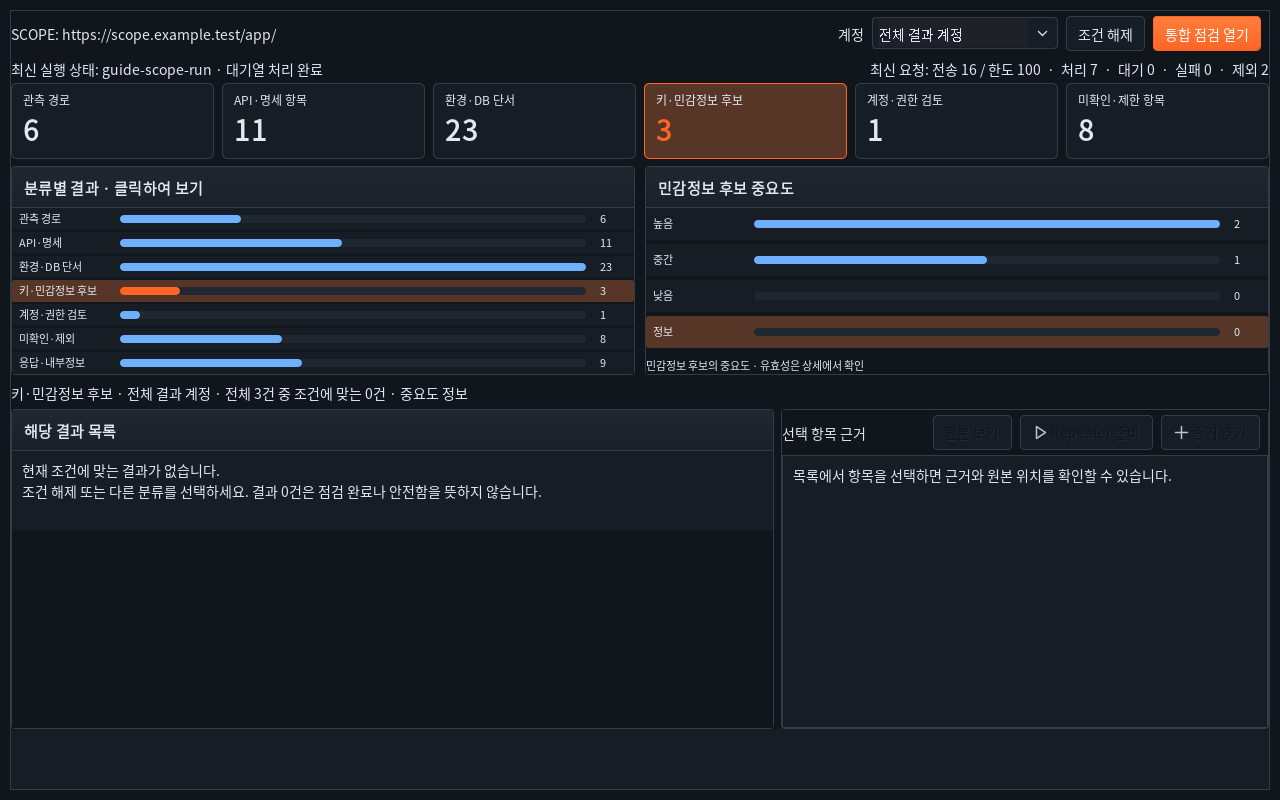 SCOPE: https://scope.example.test/app/
계정
전체 결과 계정
조건 해제
통합 점검 열기
최신 실행 상태: guide-scope-run · 대기열 처리 완료
최신 요청: 전송 16 / 한도 100 · 처리 7 · 대기 0 · 실패 0 · 제외 2
관측 경로
6
API·명세 항목
11
환경·DB 단서
23
키·민감정보 후보
3
계정·권한 검토
1
미확인·제한 항목
8
분류별 결과 · 클릭하여 보기
관측 경로 6
API·명세 11
환경·DB 단서 23
키·민감정보 후보 3
계정·권한 검토 1
미확인·제외 8
응답·내부정보 9
민감정보 후보 중요도
높음 2
중간 1
낮음 0
정보 0
민감정보 후보의 중요도 · 유효성은 상세에서 확인
키·민감정보 후보 · 전체 결과 계정 · 전체 3건 중 조건에 맞는 0건 · 중요도 정보
해당 결과 목록
현재 조건에 맞는 결과가 없습니다.
조건 해제 또는 다른 분류를 선택하세요. 결과 0건은 점검 완료나 안전함을 뜻하지 않습니다.
선택 항목 근거
원본 보기
Repeater 준비
증거 추가
목록에서 항목을 선택하면 근거와 원본 위치를 확인할 수 있습니다.